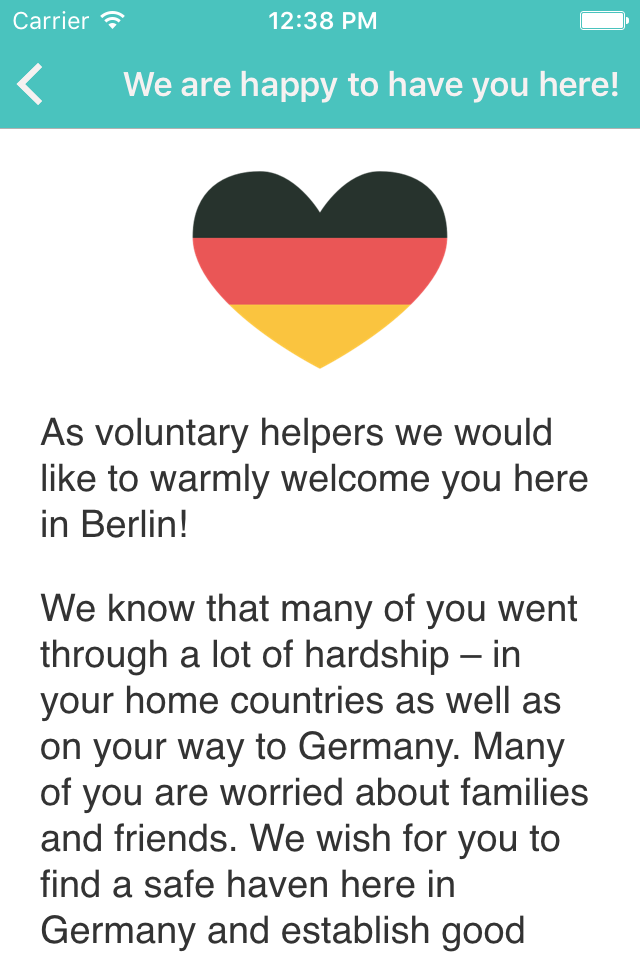 Carrier 12:38 PM
We are happy to have you here!
As voluntary helpers we would
like to warmly welcome you here
in Berlin!
We know that many of you went
through a lot of hardship – in
your home countries as well as
on your way to Germany. Many
of you are worried about families
and friends. We wish for you to
find a safe haven here in
Germany and establish good